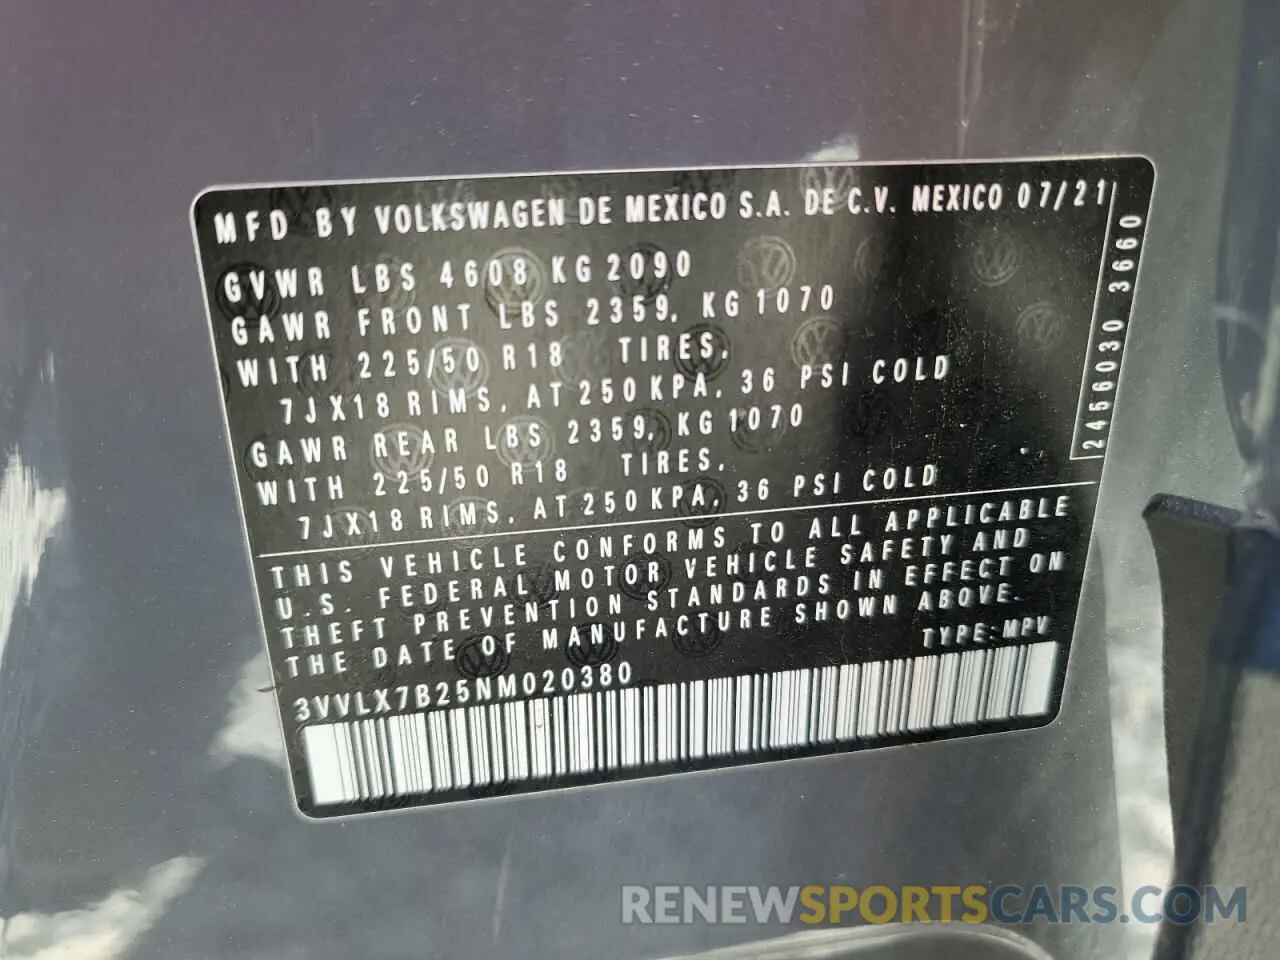 MFD BY VOLKSWAGEN DE MEXICO S.A. DE C.V. MEXICO 07/21
GVWR LBS 4608 KG 2090
GAWR FRONT LBS 2359, KG 1070
WITH 225/50 R18 TIRES,
7JX18 RIMS, AT 250 KPA, 36 PSI COLD
GAWR REAR LBS 2359, KG 1070
WITH 225/50 R18 TIRES,
7JX18 RIMS, AT 250 KPA, 36 PSI COLD
THIS VEHICLE CONFORMS TO ALL APPLICABLE
U.S. FEDERAL MOTOR VEHICLE SAFETY AND
THEFT PREVENTION STANDARDS IN EFFECT ON
THE DATE OF MANUFACTURE SHOWN ABOVE.
TYPE:MPV
3VVLX7B25NM020380
2456030 3660
RENEWSPORTSCARS.COM